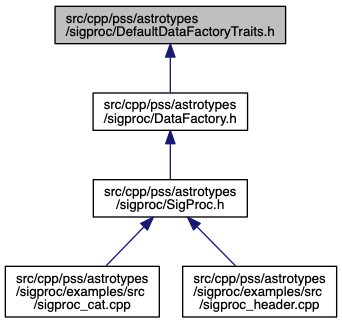 src/cpp/pss/astrotypes
/sigproc/DefaultDataFactoryTraits.h
src/cpp/pss/astrotypes
/sigproc/DataFactory.h
src/cpp/pss/astrotypes
/sigproc/SigProc.h
src/cpp/pss/astrotypes
/sigproc/examples/src
/sigproc_cat.cpp
src/cpp/pss/astrotypes
/sigproc/examples/src
/sigproc_header.cpp